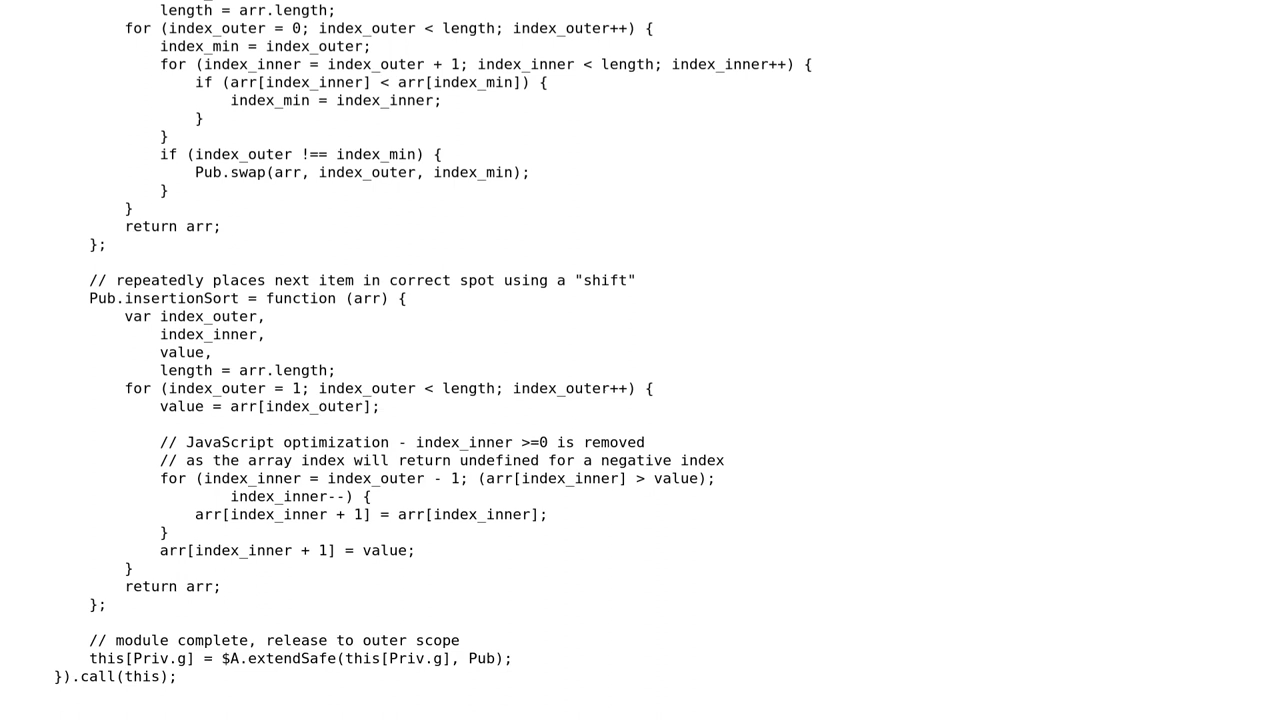 length = arr.length;
for (index_outer = 0; index_outer < length; index_outer++) {
index_min = index_outer;
for (index_inner = index_outer + 1; index_inner < length; index_inner++) {
if (arr[index_inner] < arr[index_min]) {
index_min = index_inner;
}
}
if (index_outer !== index_min) {
Pub.swap(arr, index_outer, index_min);
}
}
return arr;
};
// repeatedly places next item in correct spot using a "shift"
Pub.insertionSort = function (arr) {
var index_outer,
index_inner,
value,
length = arr.length;
for (index_outer = 1; index_outer < length; index_outer++) {
value = arr[index_outer];
// JavaScript optimization - index_inner >=0 is removed
// as the array index will return undefined for a negative index
for (index_inner = index_outer - 1; (arr[index_inner] > value);
index_inner--) {
arr[index_inner + 1] = arr[index_inner];
}
arr[index_inner + 1] = value;
}
return arr;
};
// module complete, release to outer scope
this[Priv.g] = $A.extendSafe(this[Priv.g], Pub);
}).call(this);